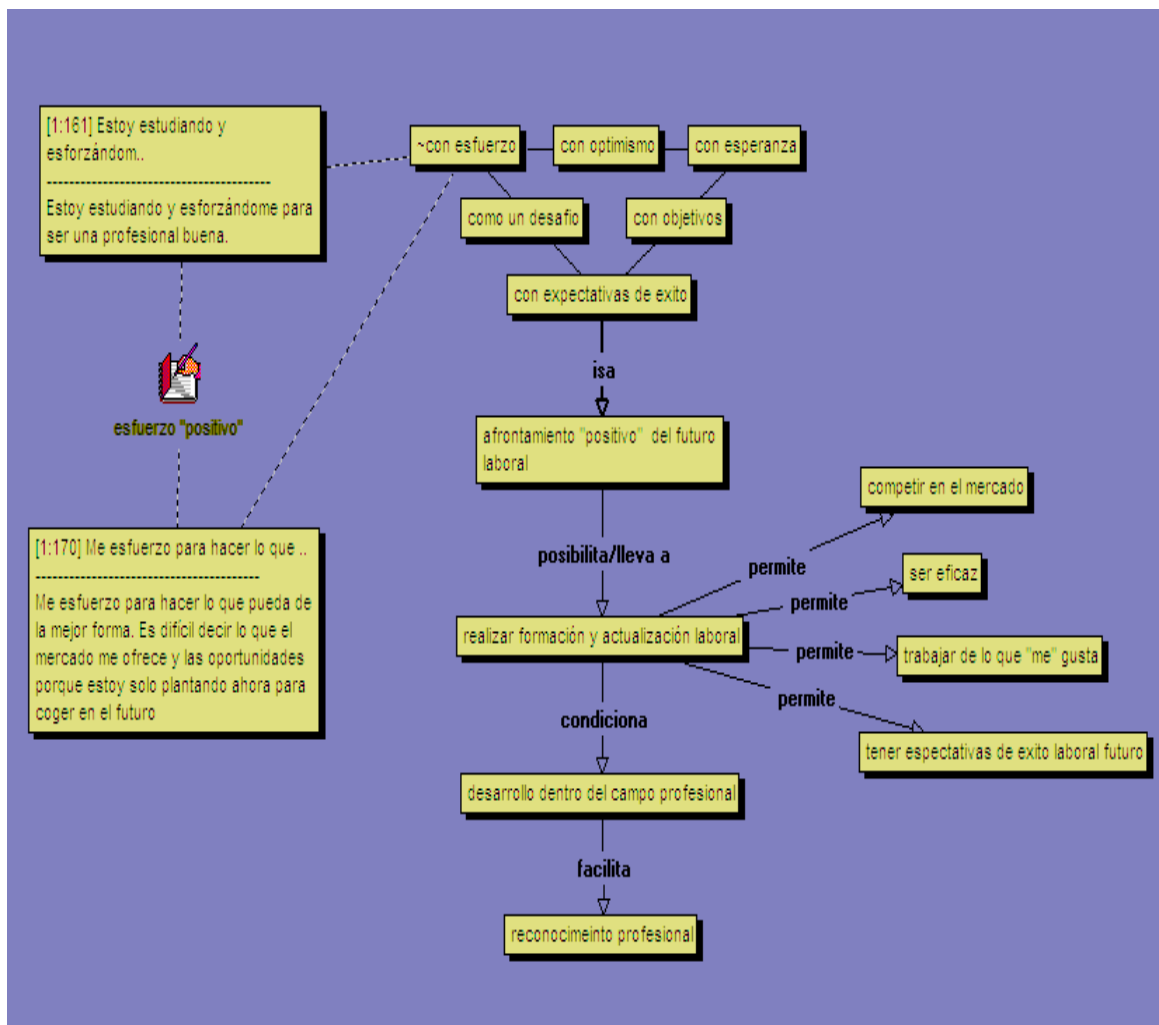 [1:161] Estoy estudiando y
esforzándom..
-------------------------------------------
Estoy estudiando y esforzándome para
ser una profesional buena.
~con esfuerzo
con optimismo
con esperanza
como un desafio
con objetivos
con expectativas de exito
isa
esfuerzo "positivo"
afrontamiento "positivo" del futuro
laboral
competir en el mercado
[1:170] Me esfuerzo para hacer lo que ..
-------------------------------------------
Me esfuerzo para hacer lo que pueda de
la mejor forma. Es difícil decir lo que el
mercado me ofrece y las oportunidades
porque estoy solo plantando ahora para
coger en el futuro
posibilita/lleva a
permite
ser eficaz
permite
realizar formación y actualización laboral
permite
trabajar de lo que "me" gusta
permite
condiciona
tener espectativas de exito laboral futuro
desarrollo dentro del campo profesional
facilita
reconocimeinto profesional